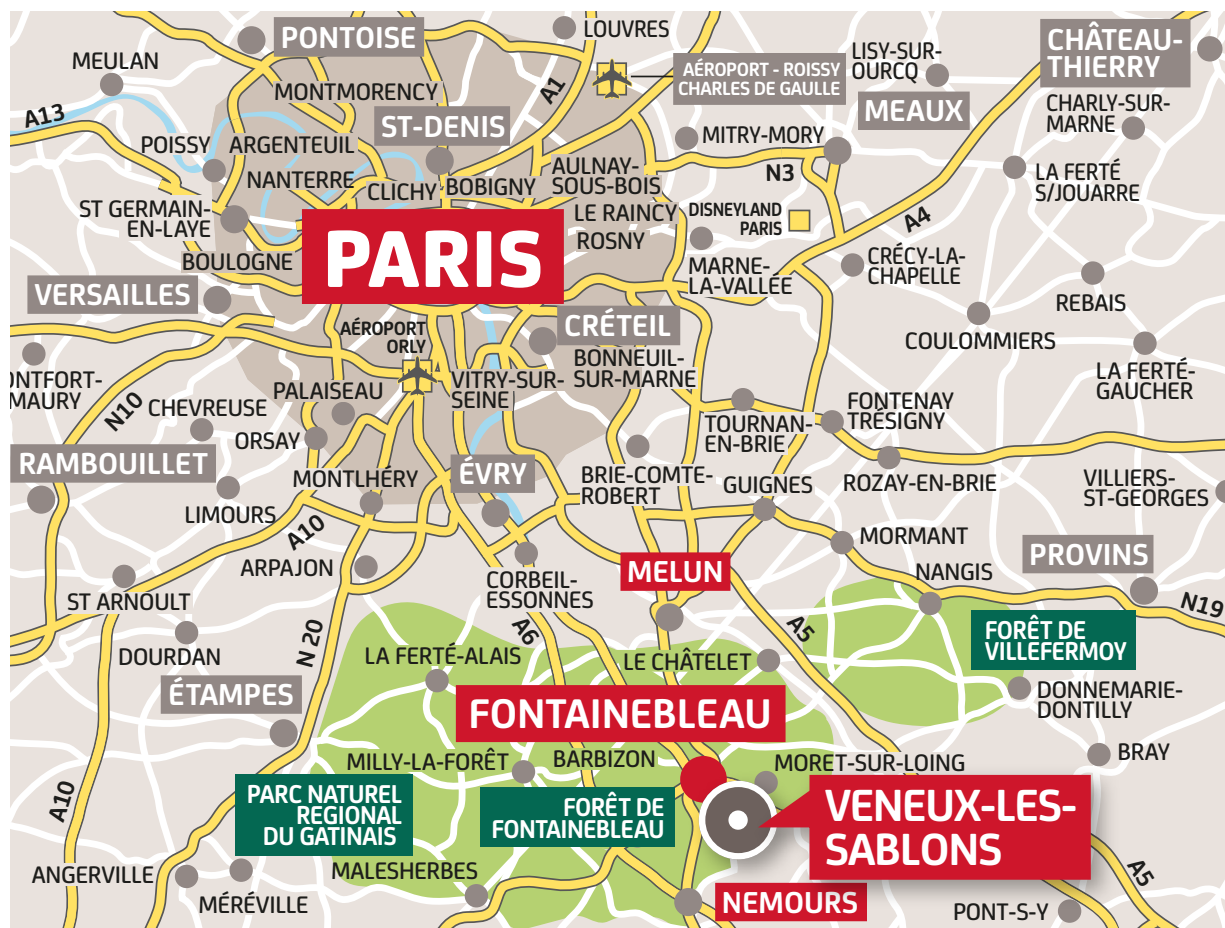 LOUVRES
PONTOISE
CHÂTEAU-
THIERRY
MEULAN
LISY-SUR-
OURCQ
AÉROPORT - ROISSY
CHARLES DE GAULLE
MONTMORENCY
A1
MEAUX
CHARLY-SUR-
MARNE
A13
ST-DENIS
POISSY
ARGENTEUIL
MITRY-MORY
NANTERRE
CLICHY
BOBIGNY
AULNAY-
SOUS-BOIS
N3
LA FERTÉ
S/JOUARRE
ST GERMAIN-
EN-LAYE
LE RAINCY
DISNEYLAND
PARIS
A4
PARIS
ROSNY
BOULOGNE
MARNE-
LA-VALLÉE
CRÉCY-LA-
CHAPELLE
VERSAILLES
REBAIS
AÉROPORT
ORLY
CRÉTEIL
COULOMMIERS
BONNEUIL-
SUR-MARNE
ONTFORT-
MAURY
N10
PALAISEAU
VITRY-SUR-
SEINE
LA FERTÉ-
GAUCHER
CHEVREUSE
FONTENAY
TRÉSIGNY
ORSAY
TOURNAN-
EN-BRIE
RAMBOUILLET
MONTLHÉRY
ÉVRY
BRIE-COMTE-
ROBERT
GUIGNES
ROZAY-EN-BRIE
VILLIERS-
ST-GEORGES
LIMOURS
A10
MORMANT
ARPAJON
MELUN
PROVINS
NANGIS
CORBEIL-
ESSONNES
ST ARNOULT
N19
A6
A5
N 20
DOURDAN
LA FERTÉ-ALAIS
LE CHÂTELET
FORÊT DE
VILLEFERMOY
ÉTAMPES
FONTAINEBLEAU
DONNEMARIE-
DONTILLY
MILLY-LA-FORÊT
BARBIZON
MORET-SUR-LOING
BRAY
A10
PARC NATUREL
REGIONAL
DU GATINAIS
FORÊT DE
FONTAINEBLEAU
VENEUX-LES-
SABLONS
ANGERVILLE
MALESHERBES
A5
MÉRÉVILLE
NEMOURS
PONT-S-Y